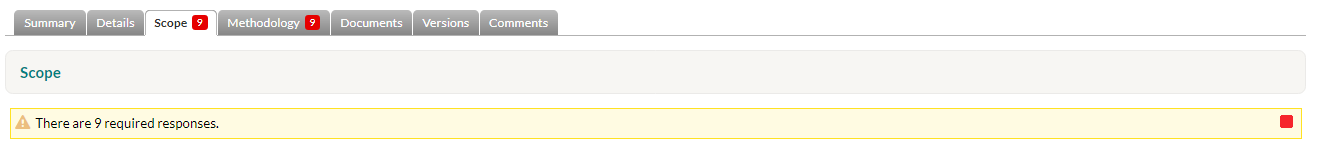 Summary Details Scope 9 Methodology 9 Documents Versions Comments
Scope
There are 9 required responses.